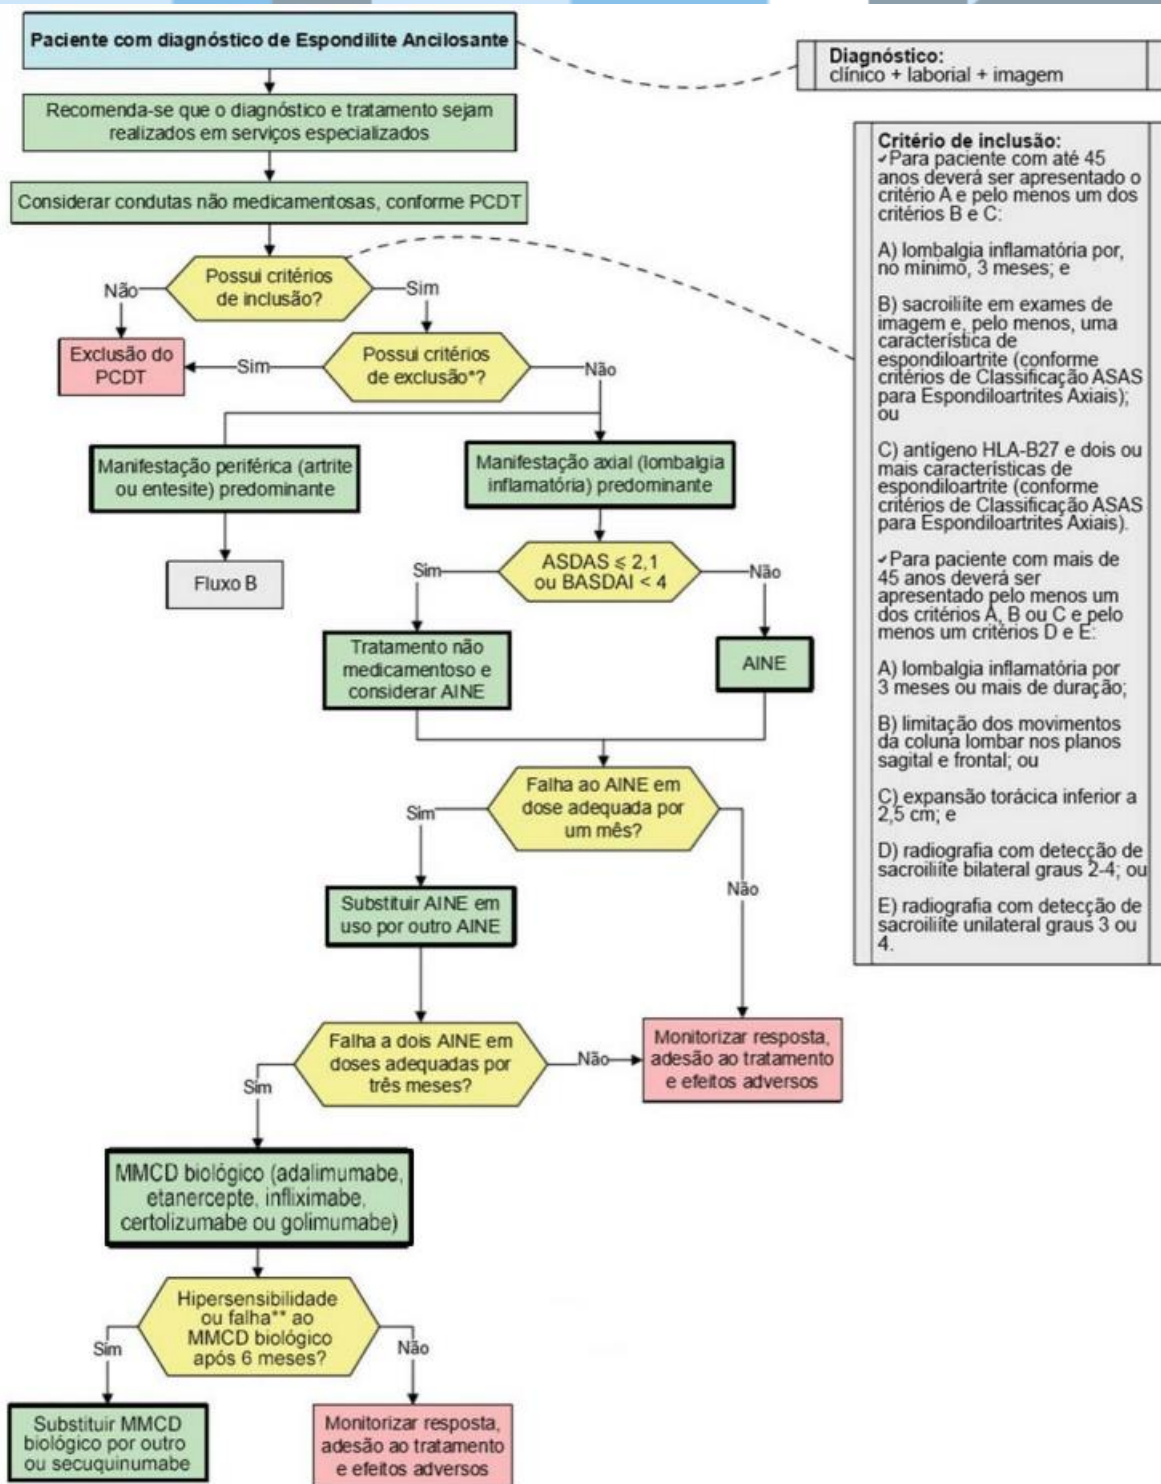 Paciente com diagnóstico de Espondilite Ancilosante
Diagnóstico:
clínico + laborial + imagem
Recomenda-se que o diagnóstico e tratamento sejam
realizados em serviços especializados
Considerar condutas não medicamentosas, conforme PCDT
Possui critérios
de inclusão?
Não
Sim
Exclusão do
PCDT
Possui critérios
de exclusão*?
Sim
Não
Manifestação periférica (artrite
ou entesite) predominante
Manifestação axial (lombalgia
inflamatória) predominante
Fluxo B
ASDAS ⩽ 2,1
ou BASDAI < 4
Sim
Não
Tratamento não
medicamentoso e
considerar AINE
AINE
Falha ao AINE em
dose adequada por
um mês?
Sim
Não
Substituir AINE em
uso por outro AINE
Falha a dois AINE em
doses adequadas por
três meses?
Não
Sim
Monitorizar resposta,
adesão ao tratamento
e efeitos adversos
MMCD biológico (adalimumabe,
etanercepte, infliximabe,
certolizumabe ou golimumabe)
Hipersensibilidade
ou falha** ao
MMCD biológico
após 6 meses?
Sim
Não
Substituir MMCD
biológico por outro
ou secuquinumabe
Monitorizar resposta,
adesão ao tratamento
e efeitos adversos
Critério de inclusão:
✓Para paciente com até 45
anos deverá ser apresentado o
critério A e pelo menos um dos
critérios B e C:
A) lombalgia inflamatória por,
no mínimo, 3 meses; e
B) sacroiliíte em exames de
imagem e, pelo menos, uma
característica de
espondiloartrite (conforme
critérios de Classificação ASAS
para Espondiloartrites Axiais);
ou
C) antígeno HLA-B27 e dois ou
mais características de
espondiloartrite (conforme
critérios de Classificação ASAS
para Espondiloartrites Axiais).
✓Para paciente com mais de
45 anos deverá ser
apresentado pelo menos um
dos critérios A, B ou C e pelo
menos um critérios D e E:
A) lombalgia inflamatória por
3 meses ou mais de duração;
B) limitação dos movimentos
da coluna lombar nos planos
sagital e frontal; ou
C) expansão torácica inferior a
2,5 cm; e
D) radiografia com detecção de
sacroiliíte bilateral graus 2-4; ou
E) radiografia com detecção de
sacroiliíte unilateral graus 3 ou
4.